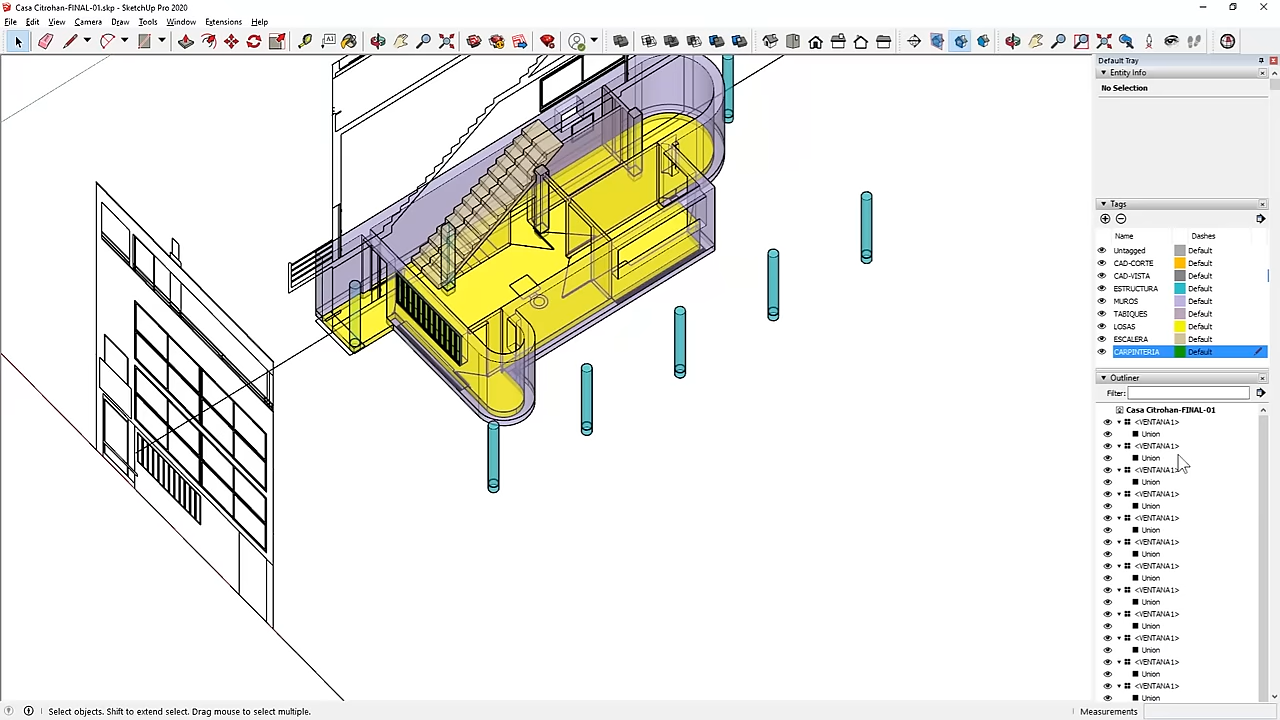 Casa Citrohan-FINAL-01.skp - SketchUp Pro 2020
File Edit View Camera Draw Tools Window Extensions Help
Default Tray
Entity Info
No Selection
Tags
Name Dashes
Untagged Default
CAD-CORTE Default
CAD-VISTA Default
ESTRUCTURA Default
MUROS Default
TABIQUES Default
LOSAS Default
ESCALERA Default
CARPINTERIA Default
Outliner
Filter:
Casa Citrohan-FINAL-01
<VENTANA1>
Union
<VENTANA1>
Union
<VENTANA1>
Union
<VENTANA1>
Union
<VENTANA1>
Union
<VENTANA1>
Union
<VENTANA1>
Union
<VENTANA1>
Union
<VENTANA1>
Union
<VENTANA1>
Union
<VENTANA1>
Union
<VENTANA1>
Union
Select objects. Shift to extend select. Drag mouse to select multiple.
Measurements